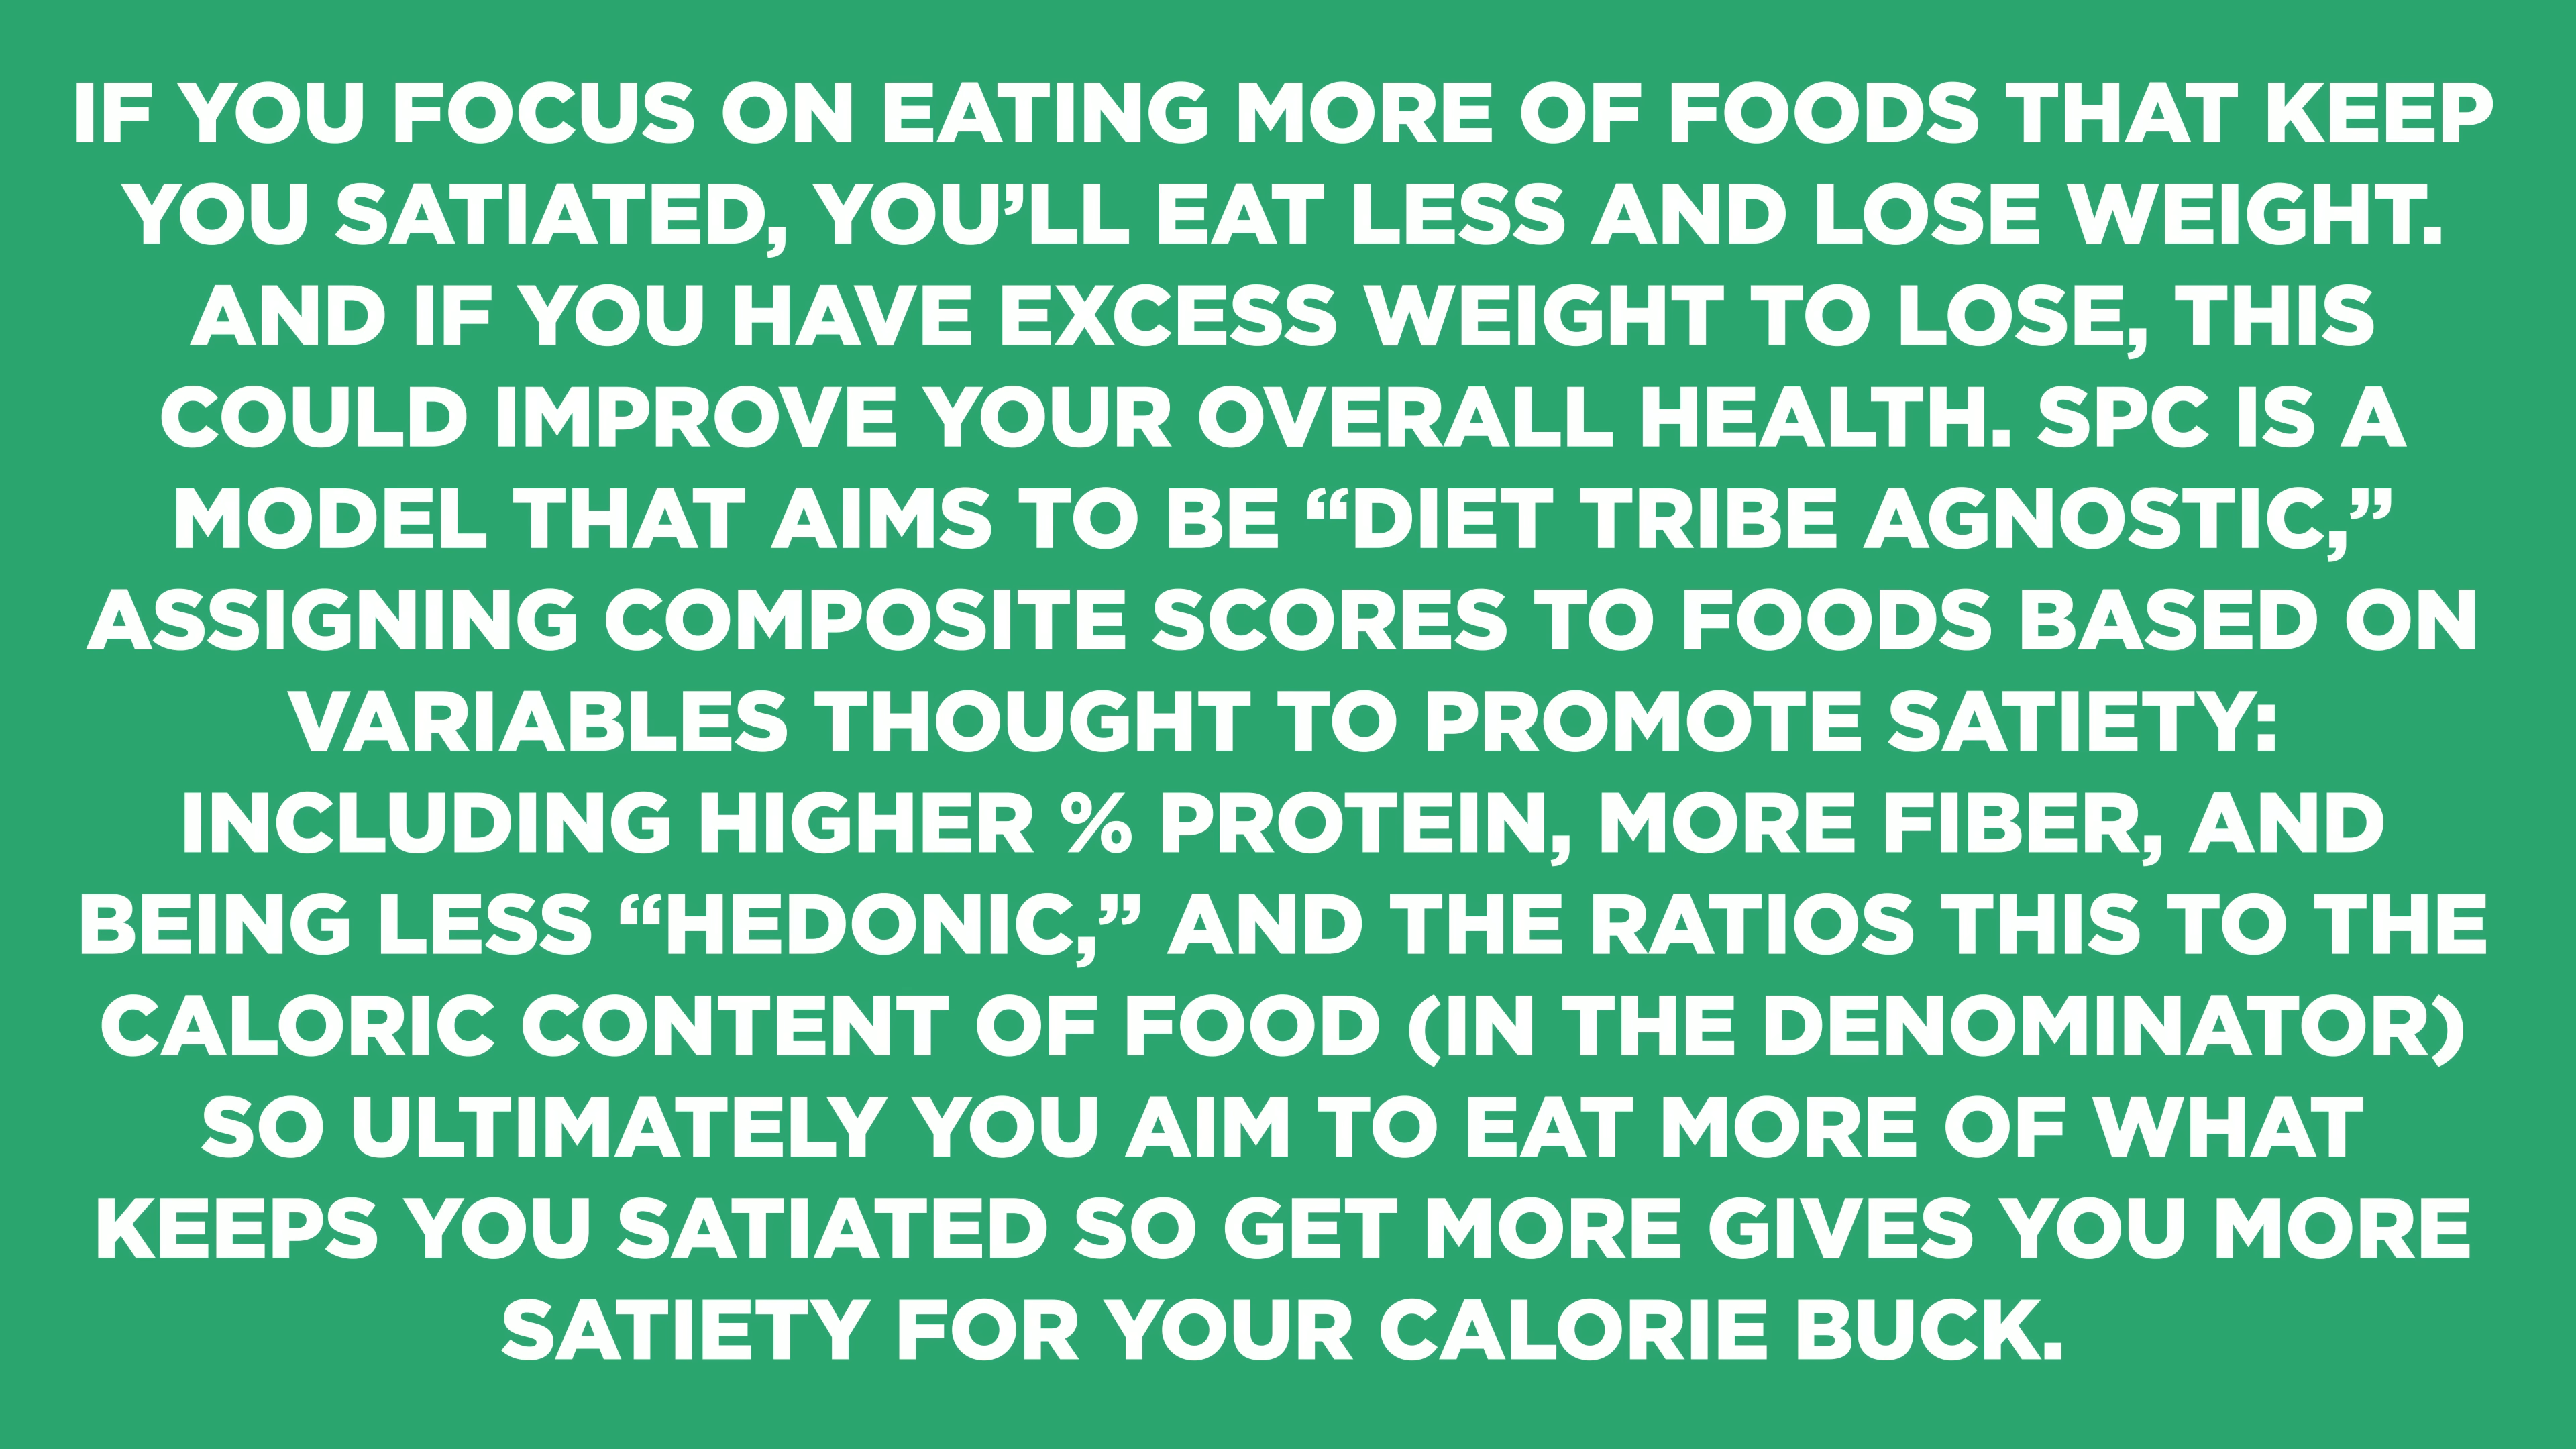 IF YOU FOCUS ON EATING MORE OF FOODS THAT KEEP
YOU SATIATED, YOU’LL EAT LESS AND LOSE WEIGHT.
AND IF YOU HAVE EXCESS WEIGHT TO LOSE, THIS
COULD IMPROVE YOUR OVERALL HEALTH. SPC IS A
MODEL THAT AIMS TO BE “DIET TRIBE AGNOSTIC,”
ASSIGNING COMPOSITE SCORES TO FOODS BASED ON
VARIABLES THOUGHT TO PROMOTE SATIETY:
INCLUDING HIGHER % PROTEIN, MORE FIBER, AND
BEING LESS “HEDONIC,” AND THE RATIOS THIS TO THE
CALORIC CONTENT OF FOOD (IN THE DENOMINATOR)
SO ULTIMATELY YOU AIM TO EAT MORE OF WHAT
KEEPS YOU SATIATED SO GET MORE GIVES YOU MORE
SATIETY FOR YOUR CALORIE BUCK.